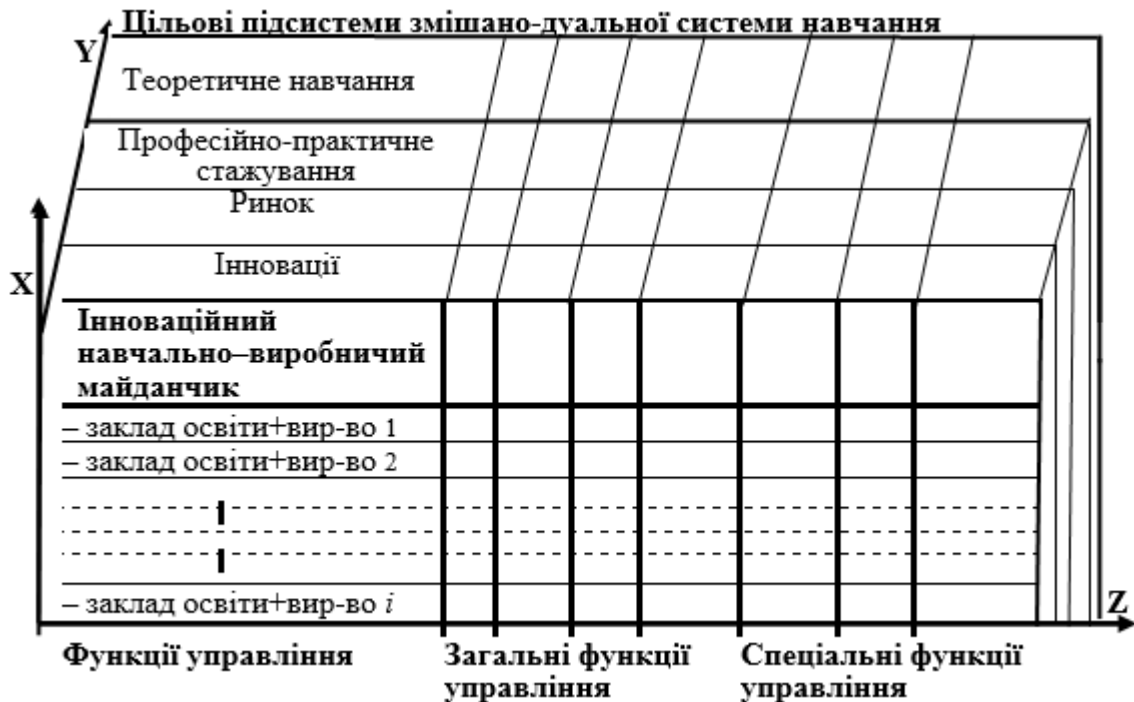 Цільові підсистеми змішано-дуальної системи навчання
Y
Теоретичне навчання
Професійно-практичне
стажування
Ринок
Інновації
X
Інноваційний
навчально–виробничий
майданчик
– заклад освіти+вир-во 1
– заклад освіти+вир-во 2
– заклад освіти+вир-во i
Z
Функції управління
Загальні функції
управління
Спеціальні функції
управління